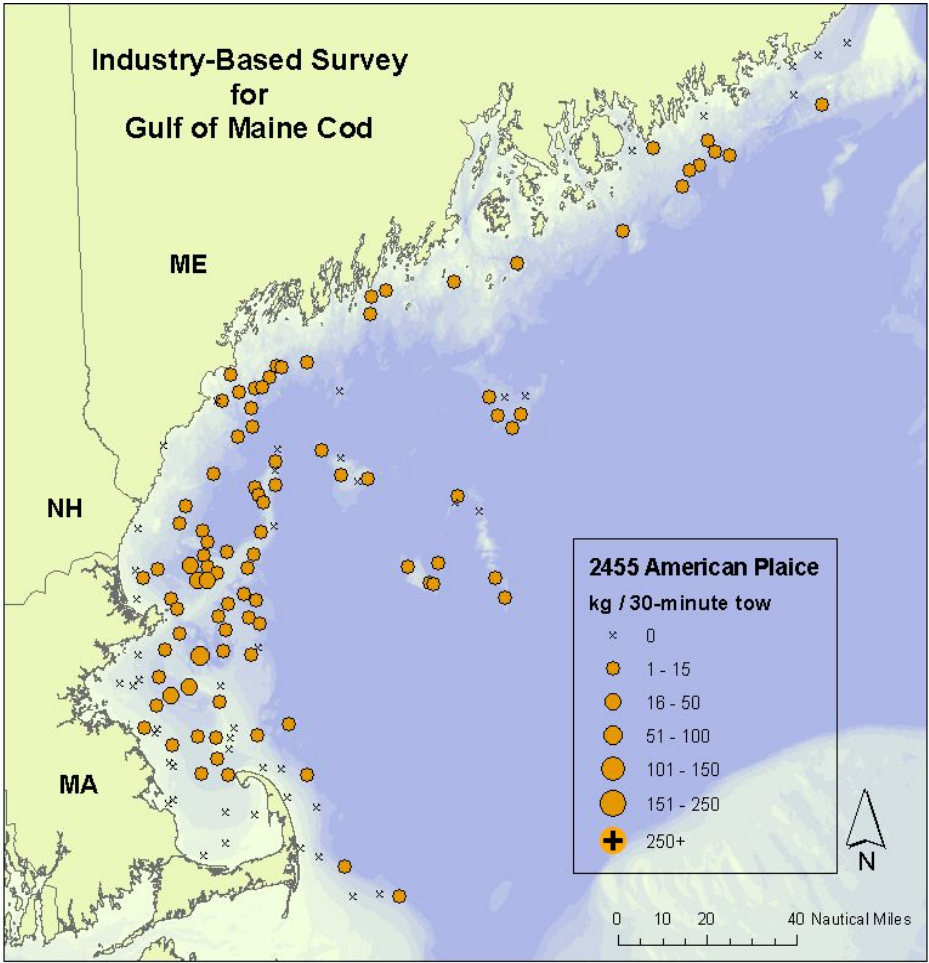 Industry-Based Survey
for
Gulf of Maine Cod
ME
NH
MA
2455 American Plaice
kg / 30-minute tow
0
1 - 15
16 - 50
51 - 100
101 - 150
151 - 250
250+
N
0 10 20 40 Nautical Miles